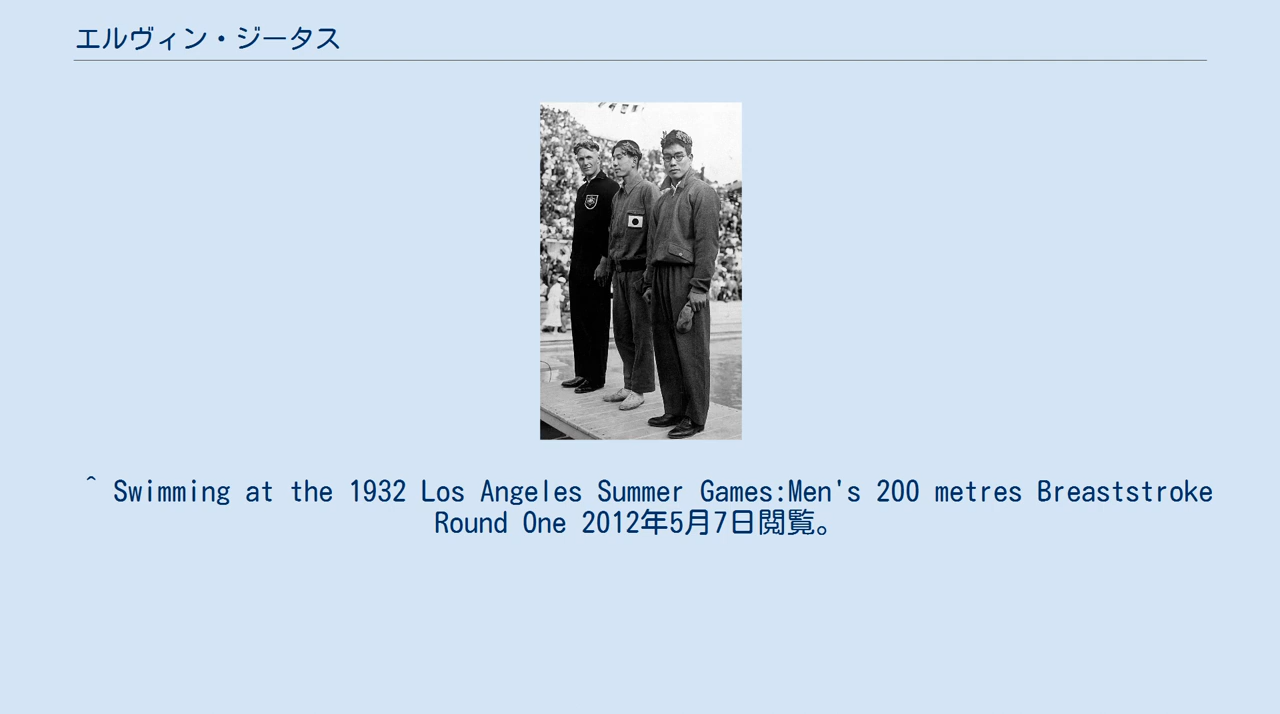 エルヴィン・ジータス
^ Swimming at the 1932 Los Angeles Summer Games:Men's 200 metres Breaststroke
Round One 2012年5月7日閲覧。